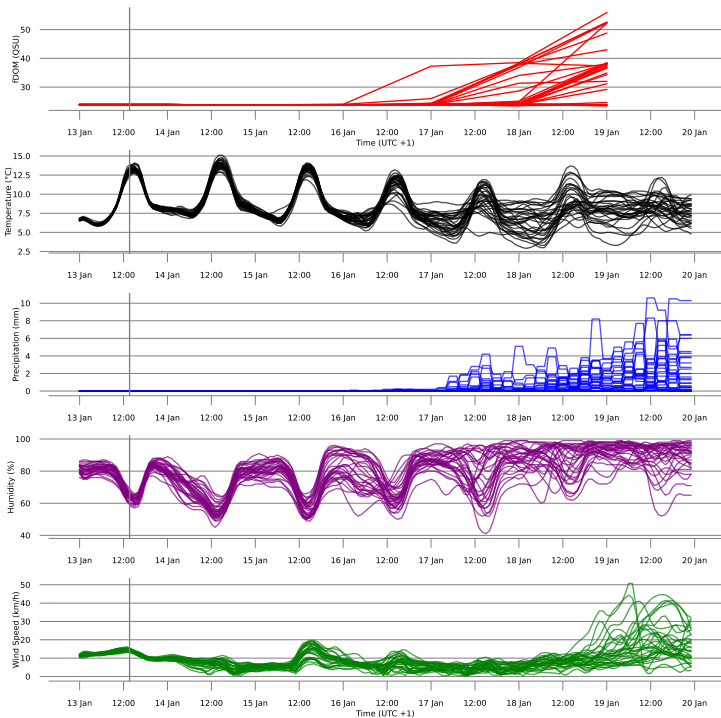 50
40
30
fDOM (QSU)
13 Jan 12:00 14 Jan 12:00 15 Jan 12:00 16 Jan 12:00 17 Jan 12:00 18 Jan 12:00 19 Jan 12:00 20 Jan
Time (UTC +1)
15.0
12.5
10.0
7.5
5.0
2.5
Temperature (°C)
13 Jan 12:00 14 Jan 12:00 15 Jan 12:00 16 Jan 12:00 17 Jan 12:00 18 Jan 12:00 19 Jan 12:00 20 Jan
10
8
6
4
2
0
Precipitation (mm)
13 Jan 12:00 14 Jan 12:00 15 Jan 12:00 16 Jan 12:00 17 Jan 12:00 18 Jan 12:00 19 Jan 12:00 20 Jan
100
80
60
40
Humidity (%)
13 Jan 12:00 14 Jan 12:00 15 Jan 12:00 16 Jan 12:00 17 Jan 12:00 18 Jan 12:00 19 Jan 12:00 20 Jan
50
40
30
20
10
0
Wind Speed (km/h)
13 Jan 12:00 14 Jan 12:00 15 Jan 12:00 16 Jan 12:00 17 Jan 12:00 18 Jan 12:00 19 Jan 12:00 20 Jan
Time (UTC +1)